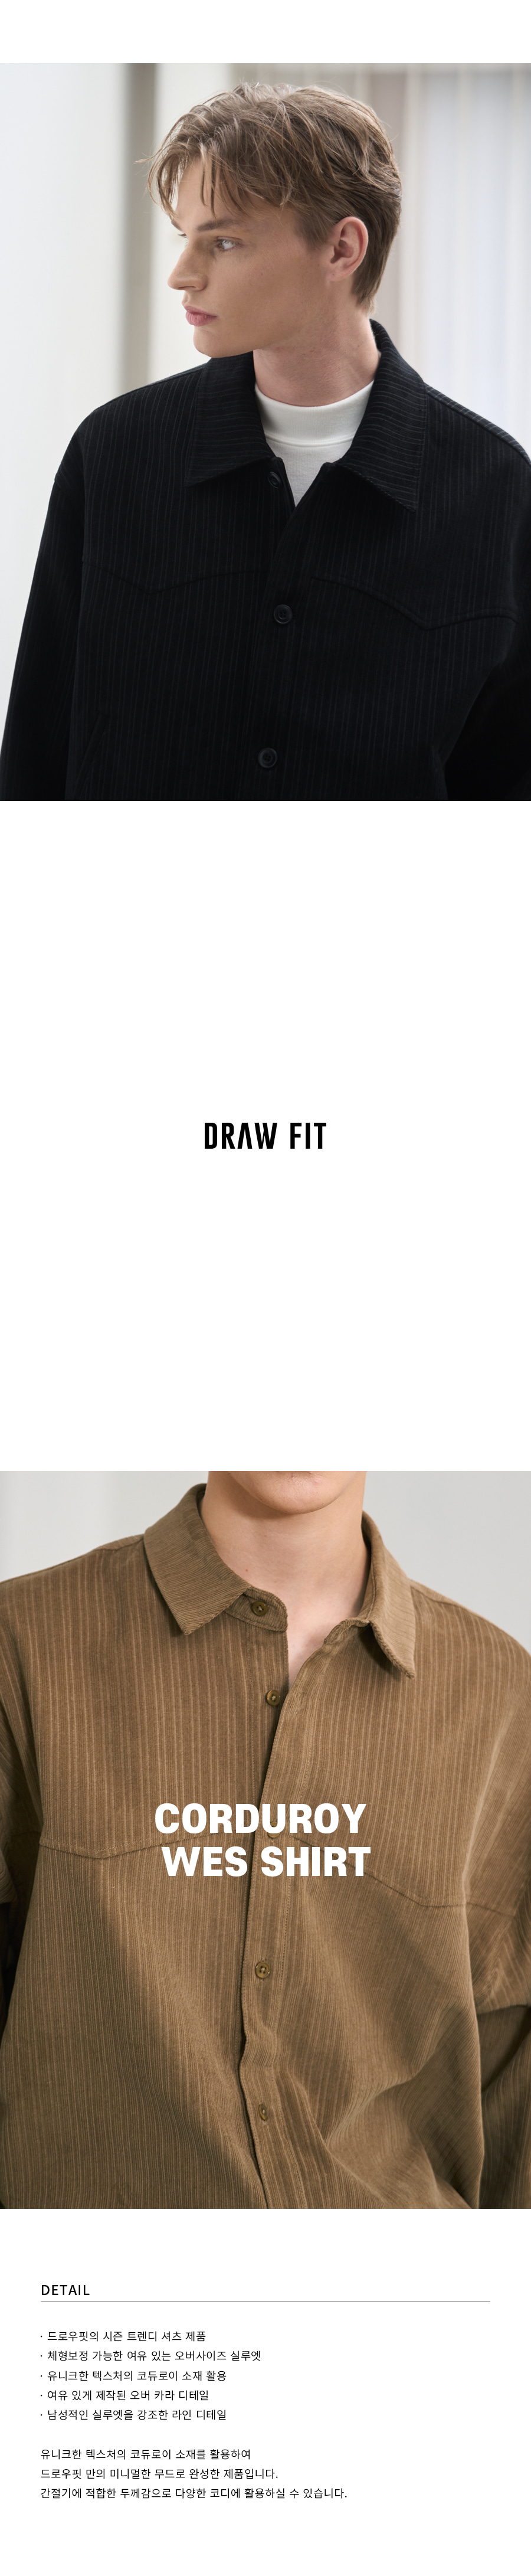 DRAW FIT
CORDUROY
WES SHIRT
DETAIL
· 드로우핏의 시즌 트렌디 셔츠 제품
· 체형보정 가능한 여유 있는 오버사이즈 실루엣
· 유니크한 텍스처의 코듀로이 소재 활용
· 여유 있게 제작된 오버 카라 디테일
· 남성적인 실루엣을 강조한 라인 디테일
유니크한 텍스처의 코듀로이 소재를 활용하여
드로우핏 만의 미니멀한 무드로 완성한 제품입니다.
간절기에 적합한 두께감으로 다양한 코디에 활용하실 수 있습니다.